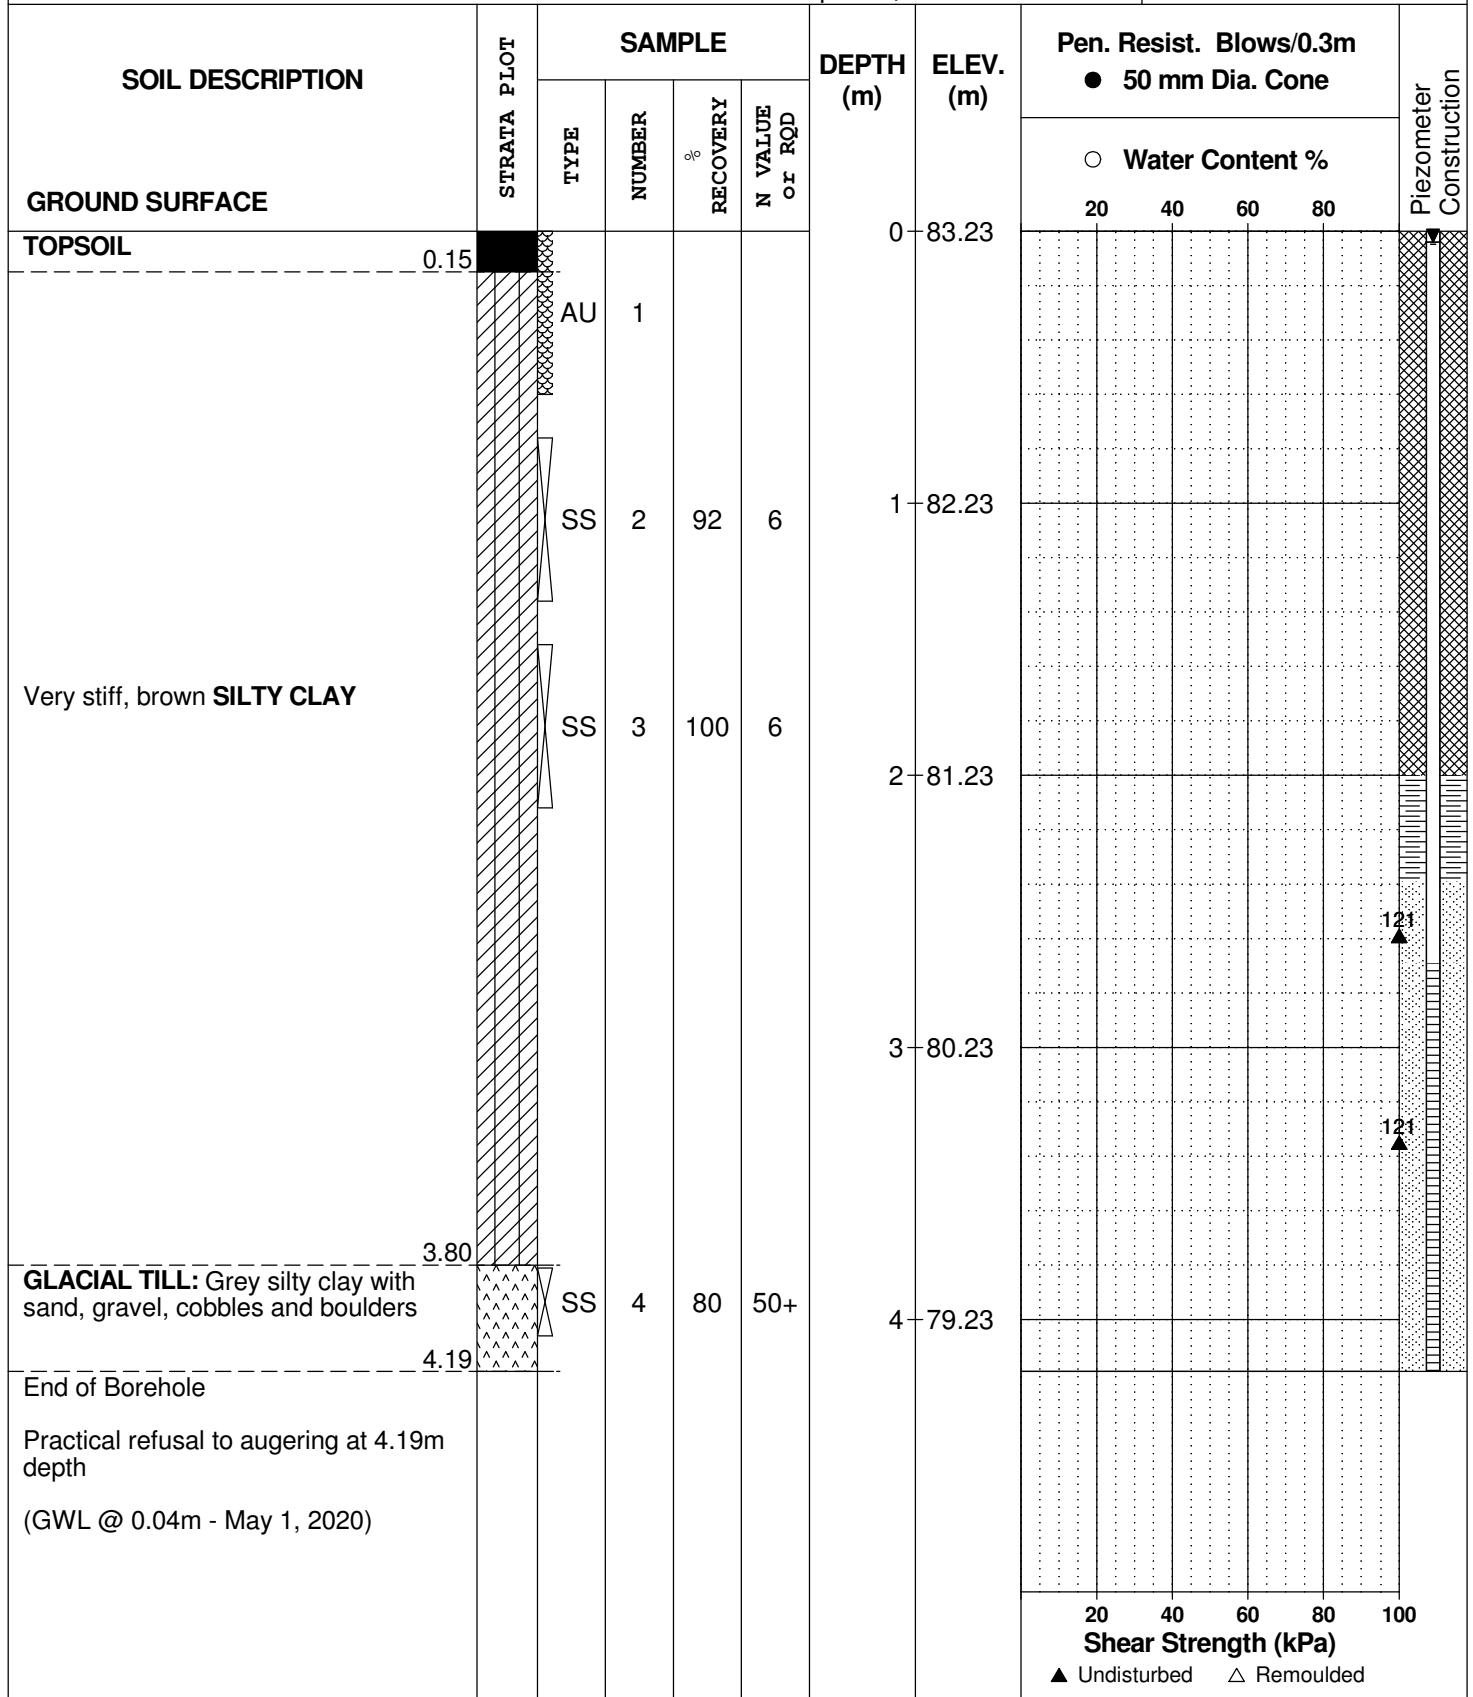 SOIL DESCRIPTION
GROUND SURFACE
STRATA PLOT
SAMPLE
TYPE
NUMBER
% RECOVERY
N VALUE or RQD
DEPTH (m)
ELEV. (m)
Pen. Resist. Blows/0.3m
● 50 mm Dia. Cone
○ Water Content %
20 40 60 80
Piezometer Construction
TOPSOIL
0.15
0 83.23
AU 1
SS 2 92 6
1 82.23
Very stiff, brown SILTY CLAY
SS 3 100 6
2 81.23
121
3 80.23
121
3.80
GLACIAL TILL: Grey silty clay with
sand, gravel, cobbles and boulders
SS 4 80 50+
4 79.23
4.19
End of Borehole
Practical refusal to augering at 4.19m
depth
(GWL @ 0.04m - May 1, 2020)
20 40 60 80 100
Shear Strength (kPa)
▲ Undisturbed △ Remoulded